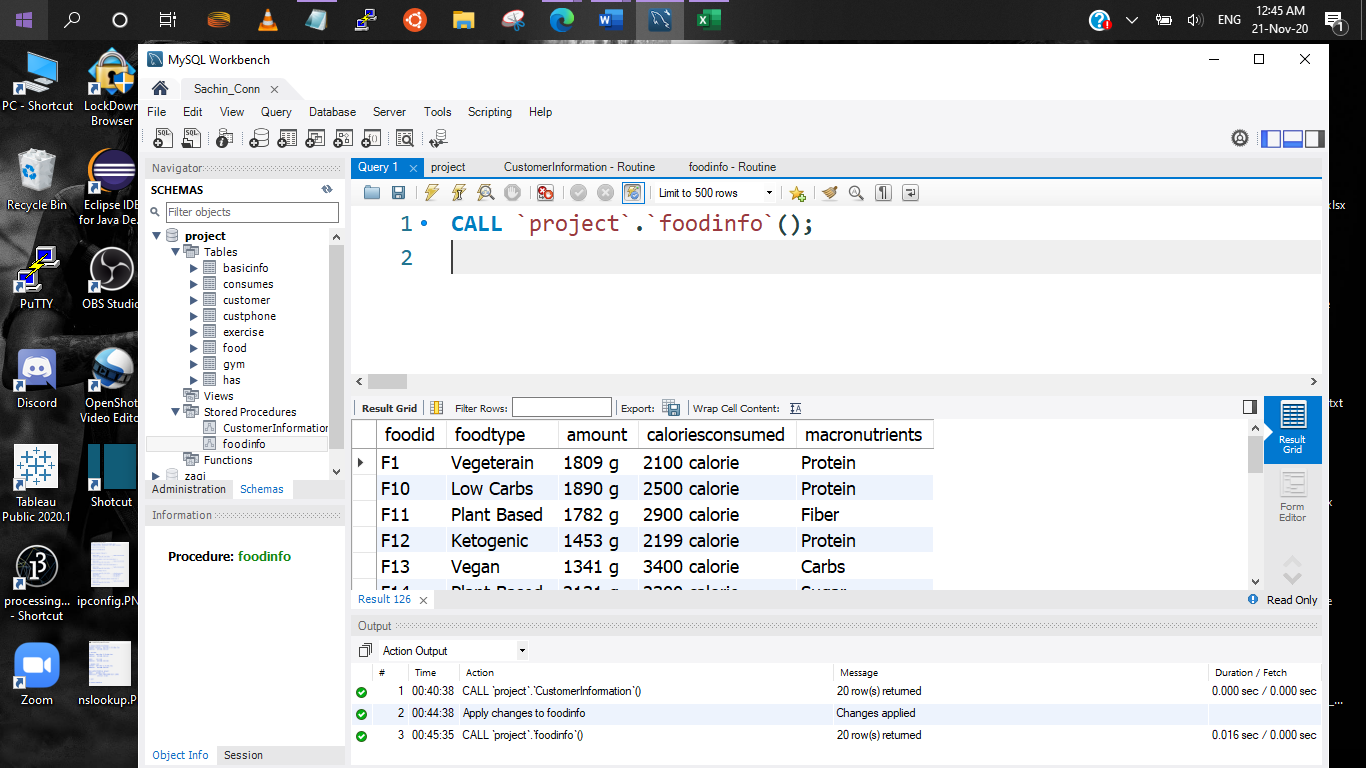 12:45 AM
ENG
21-Nov-20
1
MySQL Workbench
Sachin_Conn
File Edit View Query Database Server Tools Scripting Help
PC - Shortcut
LockDown Browser
Recycle Bin
Eclipse IDE for Java De...
PuTTY
OBS Studio
Discord
OpenShot Video Edito
Tableau Public 2020.1
Shotcut
processing... - Shortcut
ipconfig.PN
Zoom
nslookup.P
Navigator
SCHEMAS
Filter objects
project
Tables
basicinfo
consumes
customer
custphone
exercise
food
gym
has
Views
Stored Procedures
CustomerInformation
foodinfo
Functions
zagi
Administration Schemas
Information
Procedure: foodinfo
Object Info Session
Query 1 project CustomerInformation - Routine foodinfo - Routine
Limit to 500 rows
1 CALL `project`.`foodinfo`();
2
Result Grid Filter Rows: Export: Wrap Cell Content: IA
foodid foodtype amount caloriesconsumed macronutrients
F1 Vegeterain 1809 g 2100 calorie Protein
F10 Low Carbs 1890 g 2500 calorie Protein
F11 Plant Based 1782 g 2900 calorie Fiber
F12 Ketogenic 1453 g 2199 calorie Protein
F13 Vegan 1341 g 3400 calorie Carbs
Result Grid
Form Editor
Result 126
Read Only
Output
Action Output
# Time Action Message Duration / Fetch
1 00:40:38 CALL `project`.`CustomerInformation`() 20 row(s) returned 0.000 sec / 0.000 sec
2 00:44:38 Apply changes to foodinfo Changes applied
3 00:45:35 CALL `project`.`foodinfo`() 20 row(s) returned 0.016 sec / 0.000 sec
xlsx
txt